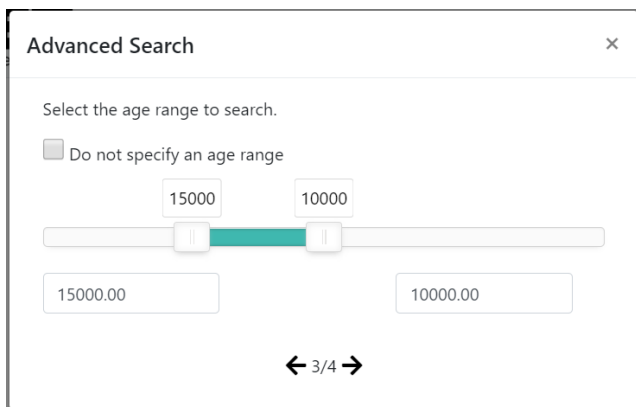 Advanced Search ×
Select the age range to search.
Do not specify an age range
15000 10000
15000.00 10000.00
3/4